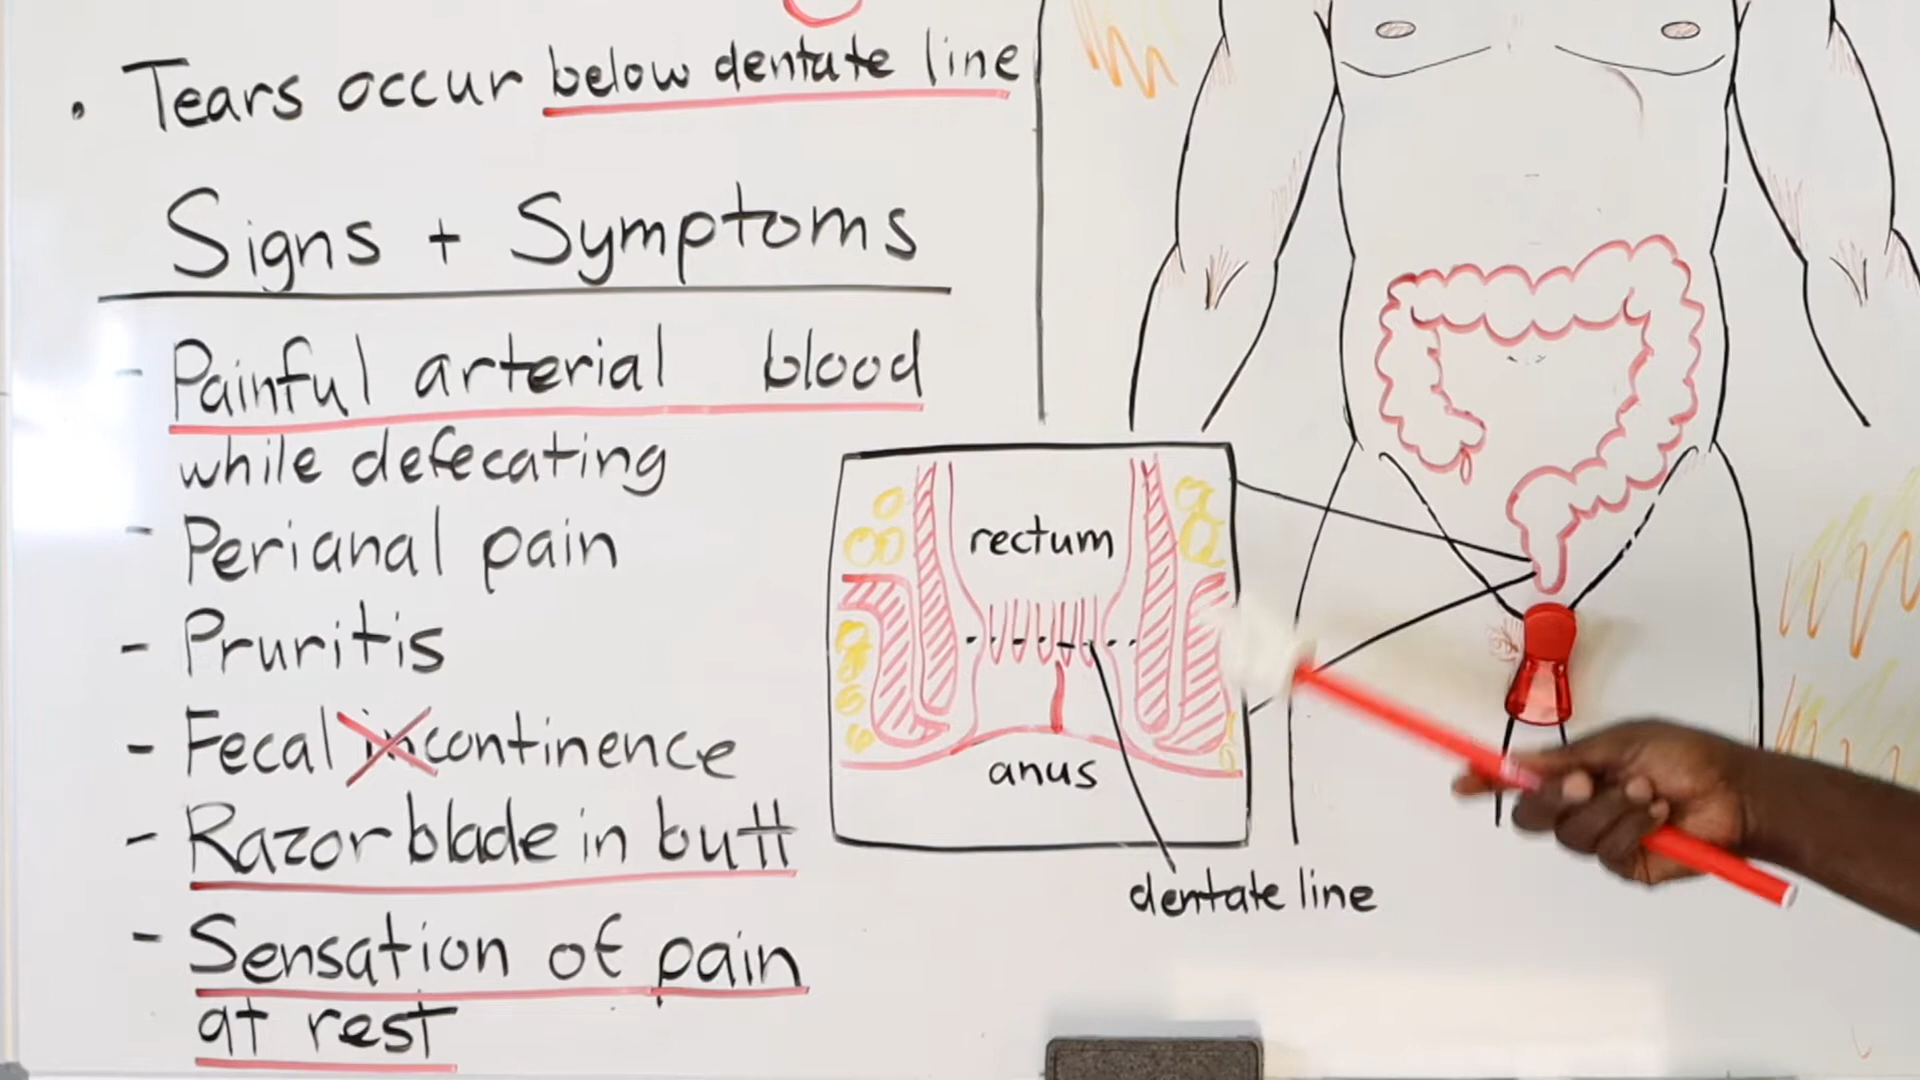 • Tears occur below dentate line
Signs + Symptoms
- Painful arterial blood
while defecating
- Perianal pain
- Pruritis
- Fecal incontinence
- Razor blade in butt
- Sensation of pain
at rest
rectum
anus
dentate line